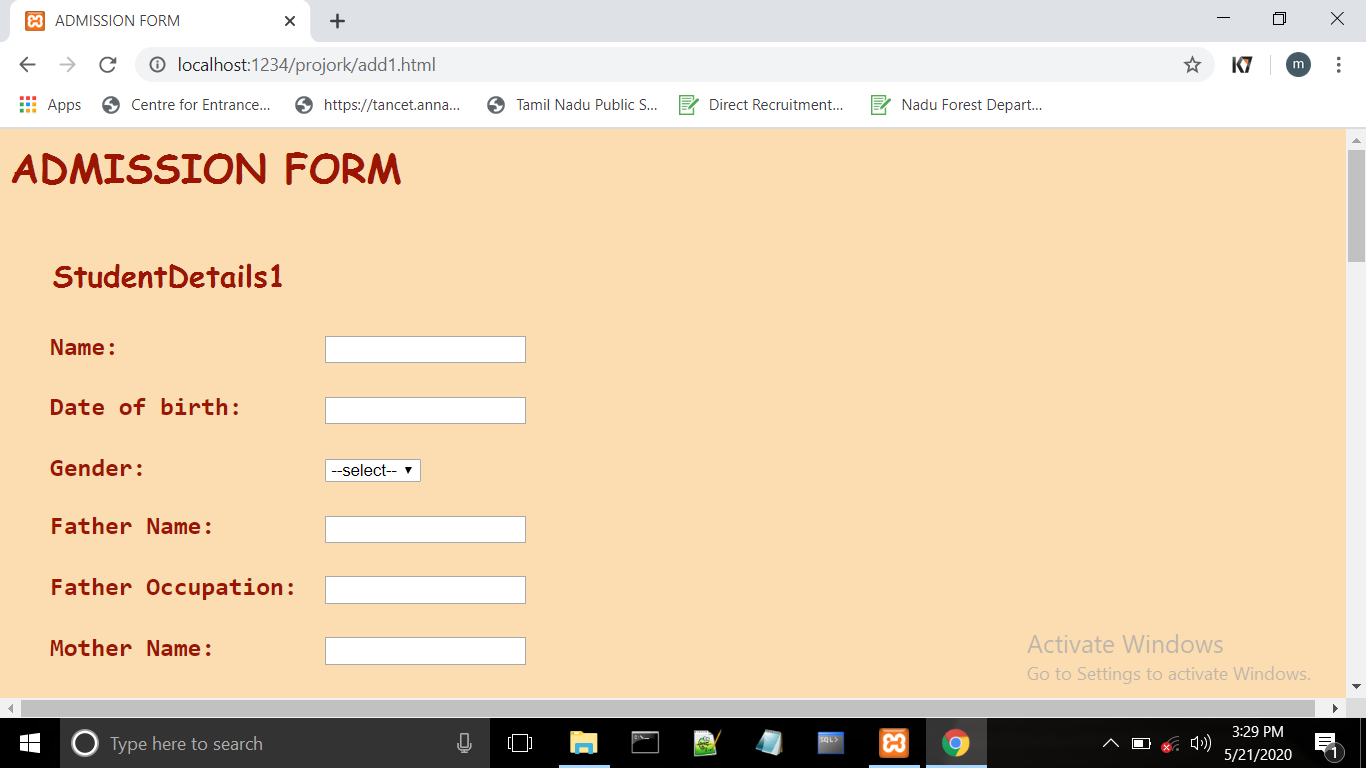 ADMISSION FORM
localhost:1234/projork/add1.html
K7
m
Apps
Centre for Entrance...
https://tancet.anna...
Tamil Nadu Public S...
Direct Recruitment...
Nadu Forest Depart...
ADMISSION FORM
StudentDetails1
Name:
Date of birth:
Gender:
--select--
Father Name:
Father Occupation:
Mother Name:
Activate Windows
Go to Settings to activate Windows.
Type here to search
SQL>
3:29 PM
5/21/2020
1